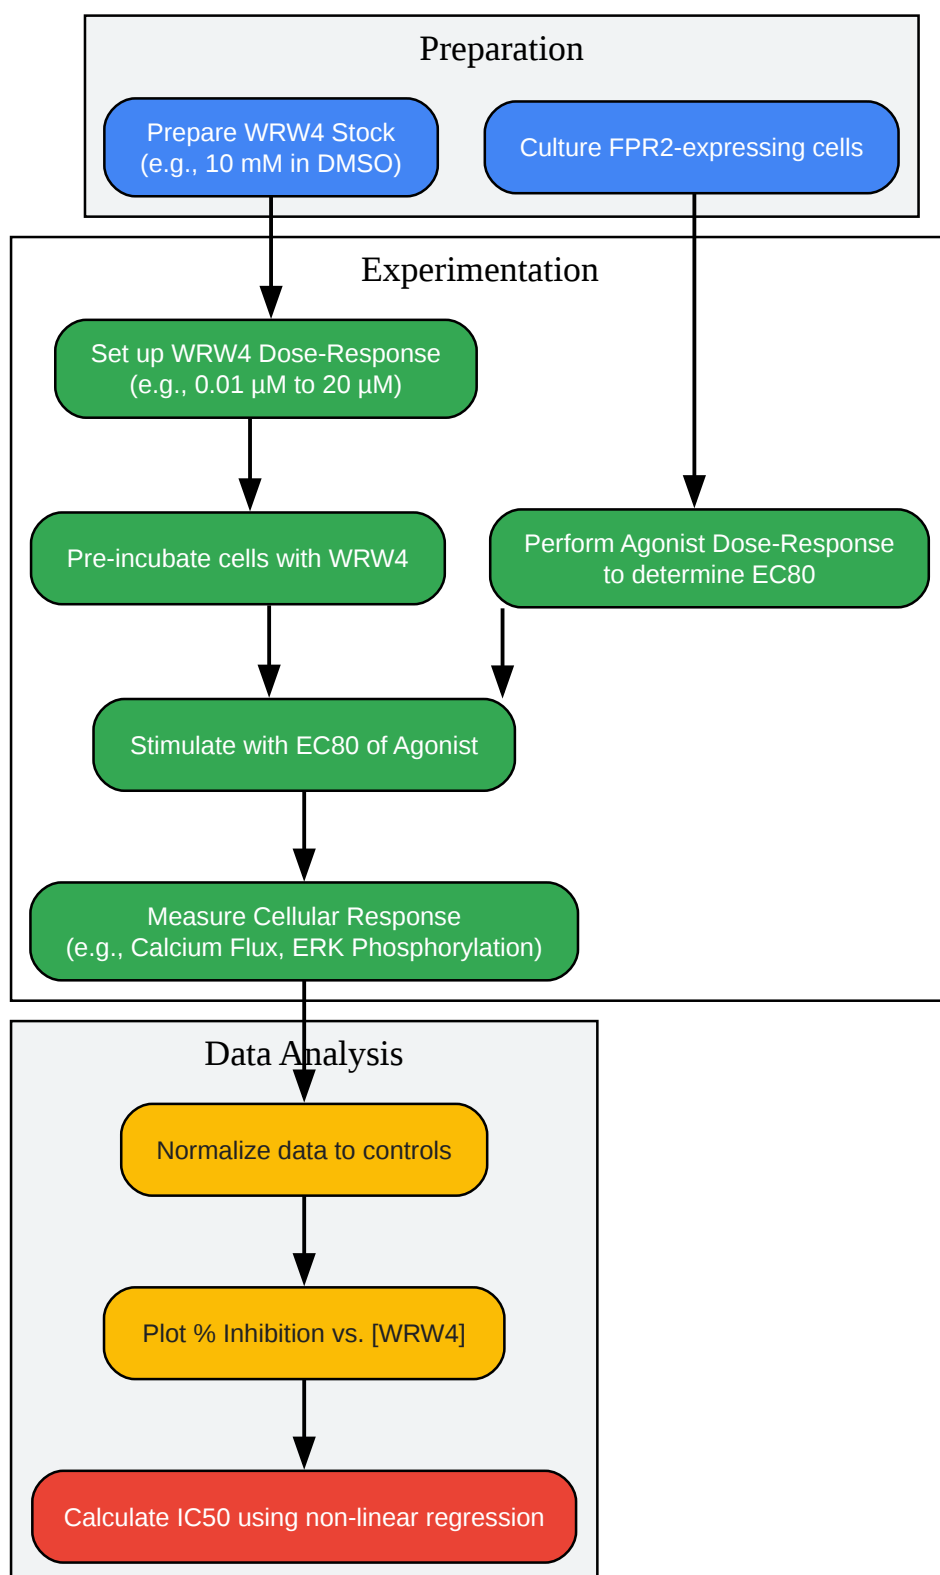 Preparation
Prepare WRW4 Stock
(e.g., 10 mM in DMSO)
Culture FPR2-expressing cells
Experimentation
Set up WRW4 Dose-Response
(e.g., 0.01 µM to 20 µM)
Pre-incubate cells with WRW4
Perform Agonist Dose-Response
to determine EC80
Stimulate with EC80 of Agonist
Measure Cellular Response
(e.g., Calcium Flux, ERK Phosphorylation)
Data Analysis
Normalize data to controls
Plot % Inhibition vs. [WRW4]
Calculate IC50 using non-linear regression